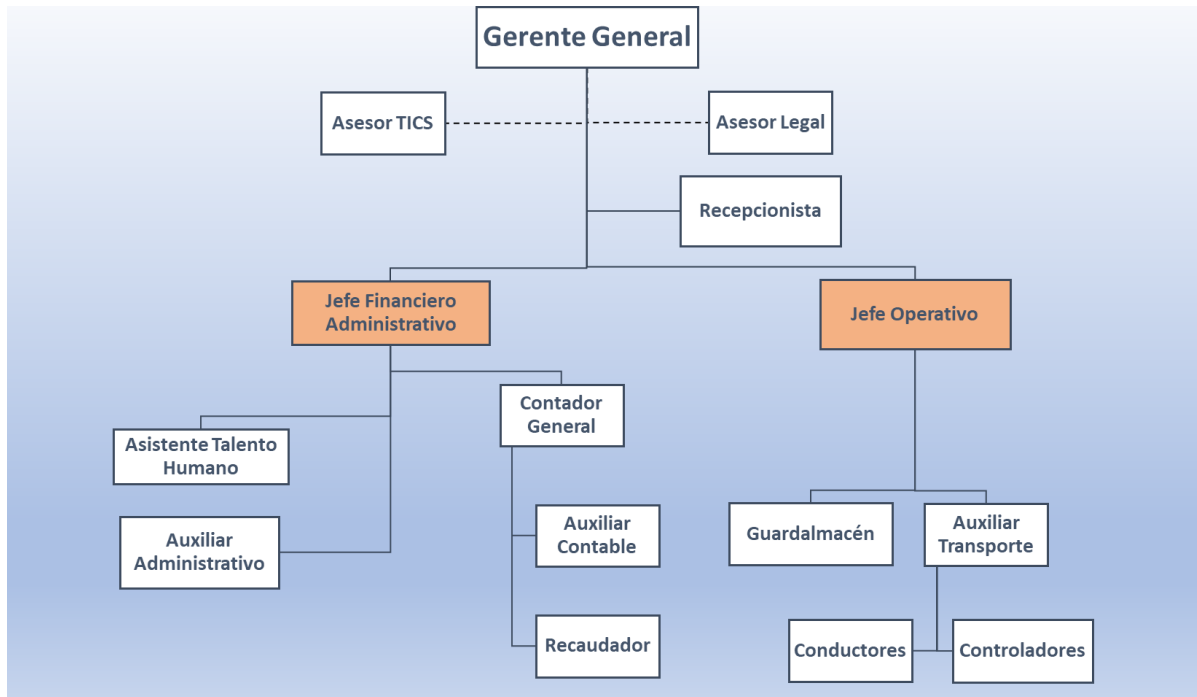 Gerente General
Asesor TICS
Asesor Legal
Recepcionista
Jefe Financiero
Administrativo
Jefe Operativo
Contador
General
Asistente Talento
Humano
Auxiliar
Administrativo
Auxiliar
Contable
Recaudador
Guardalmacén
Auxiliar
Transporte
Conductores
Controladores